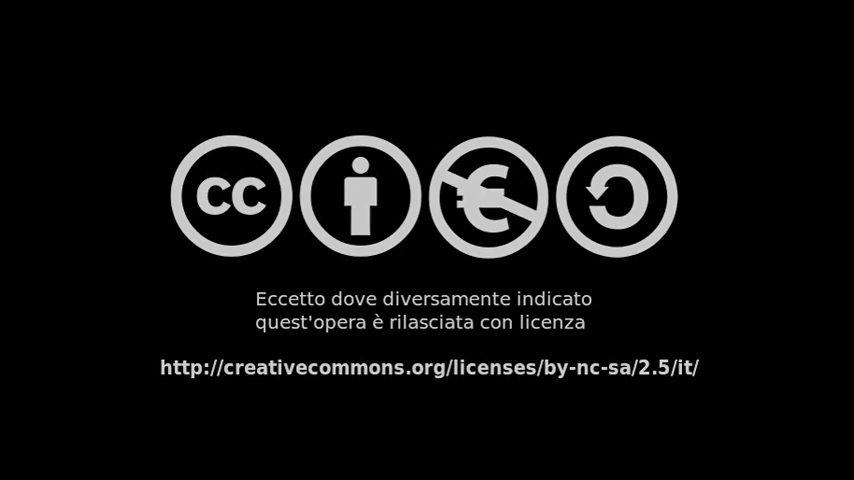 cc
Eccetto dove diversamente indicato
quest'opera è rilasciata con licenza
http://creativecommons.org/licenses/by-nc-sa/2.5/it/